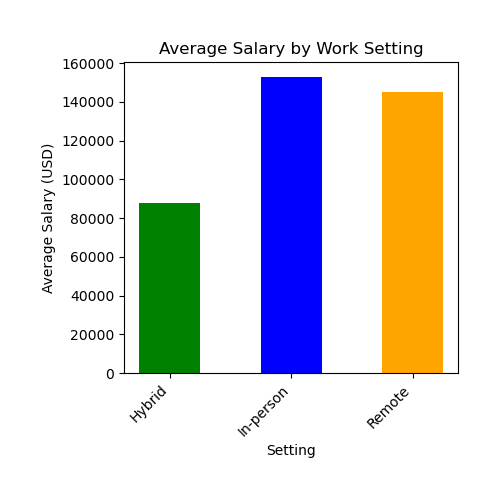 Average Salary by Work Setting
Average Salary (USD)
160000
140000
120000
100000
80000
60000
40000
20000
0
Hybrid
In-person
Remote
Setting